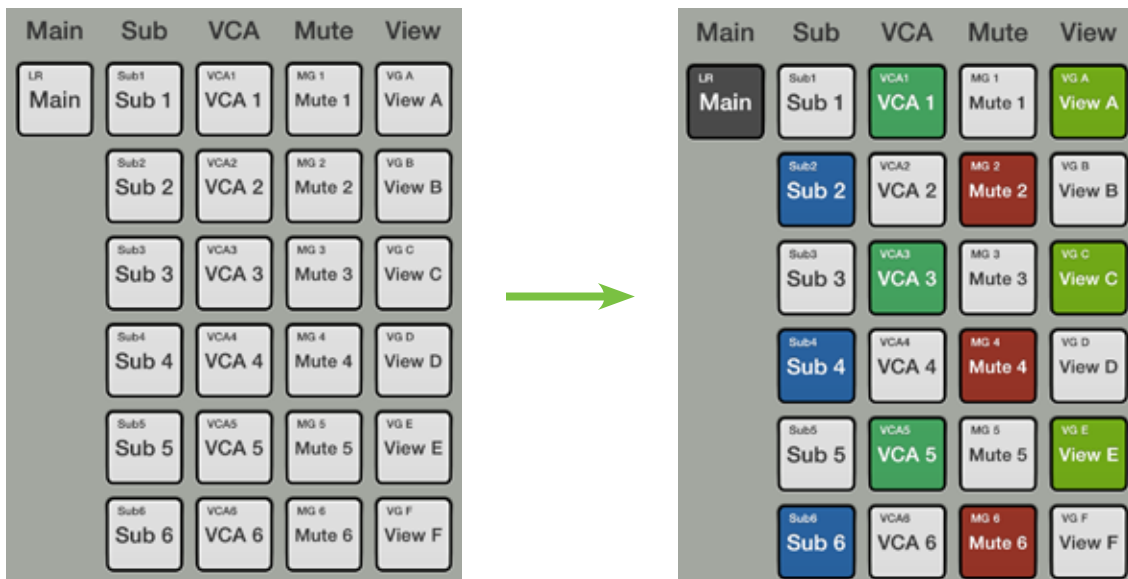 Main Sub VCA Mute View
LR Sub1 VCA1 MG 1 VG A
Main Sub 1 VCA 1 Mute 1 View A
Sub2 VCA2 MG 2 VG B
Sub 2 VCA 2 Mute 2 View B
Sub3 VCA3 MG 3 VG C
Sub 3 VCA 3 Mute 3 View C
Sub4 VCA4 MG 4 VG D
Sub 4 VCA 4 Mute 4 View D
Sub5 VCA5 MG 5 VG E
Sub 5 VCA 5 Mute 5 View E
Sub6 VCA6 MG 6 VG F
Sub 6 VCA 6 Mute 6 View F
Main Sub VCA Mute View
LR Sub1 VCA1 MG 1 VG A
Main Sub 1 VCA 1 Mute 1 View A
Sub2 VCA2 MG 2 VG B
Sub 2 VCA 2 Mute 2 View B
Sub3 VCA3 MG 3 VG C
Sub 3 VCA 3 Mute 3 View C
Sub4 VCA4 MG 4 VG D
Sub 4 VCA 4 Mute 4 View D
Sub5 VCA5 MG 5 VG E
Sub 5 VCA 5 Mute 5 View E
Sub6 VCA6 MG 6 VG F
Sub 6 VCA 6 Mute 6 View F